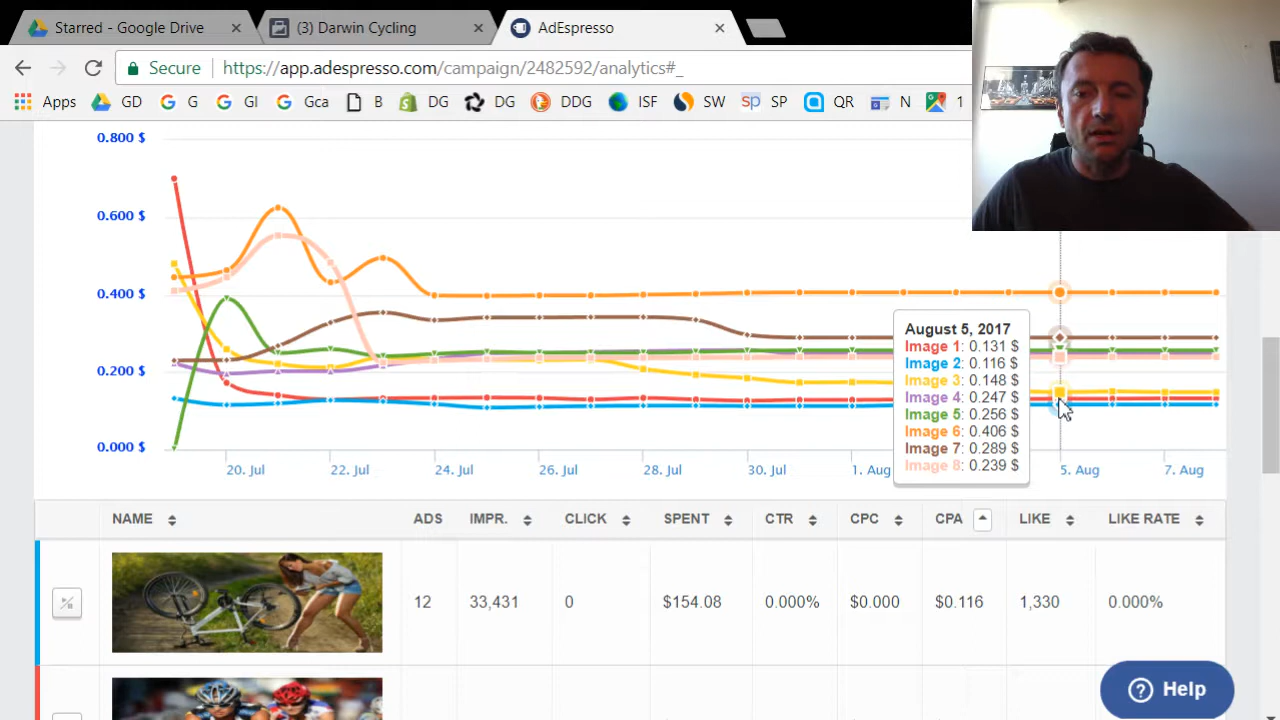 Starred - Google Drive
(3) Darwin Cycling
AdEspresso
Secure https://app.adespresso.com/campaign/2482592/analytics#_
Apps GD G GI Gcs B DG DG DDG ISF SW SP QR N 1
0.800 $
0.600 $
0.400 $
0.200 $
0.000 $
August 5, 2017
Image 1: 0.131 $
Image 2: 0.116 $
Image 3: 0.148 $
Image 4: 0.247 $
Image 5: 0.256 $
Image 6: 0.406 $
Image 7: 0.289 $
Image 8: 0.239 $
20. Jul 22. Jul 24. Jul 26. Jul 28. Jul 30. Jul 1. Aug 5. Aug 7. Aug
NAME ADS IMPR. CLICK SPENT CTR CPC CPA LIKE LIKE RATE
12 33,431 0 $154.08 0.000% $0.000 $0.116 1,330 0.000%
Help